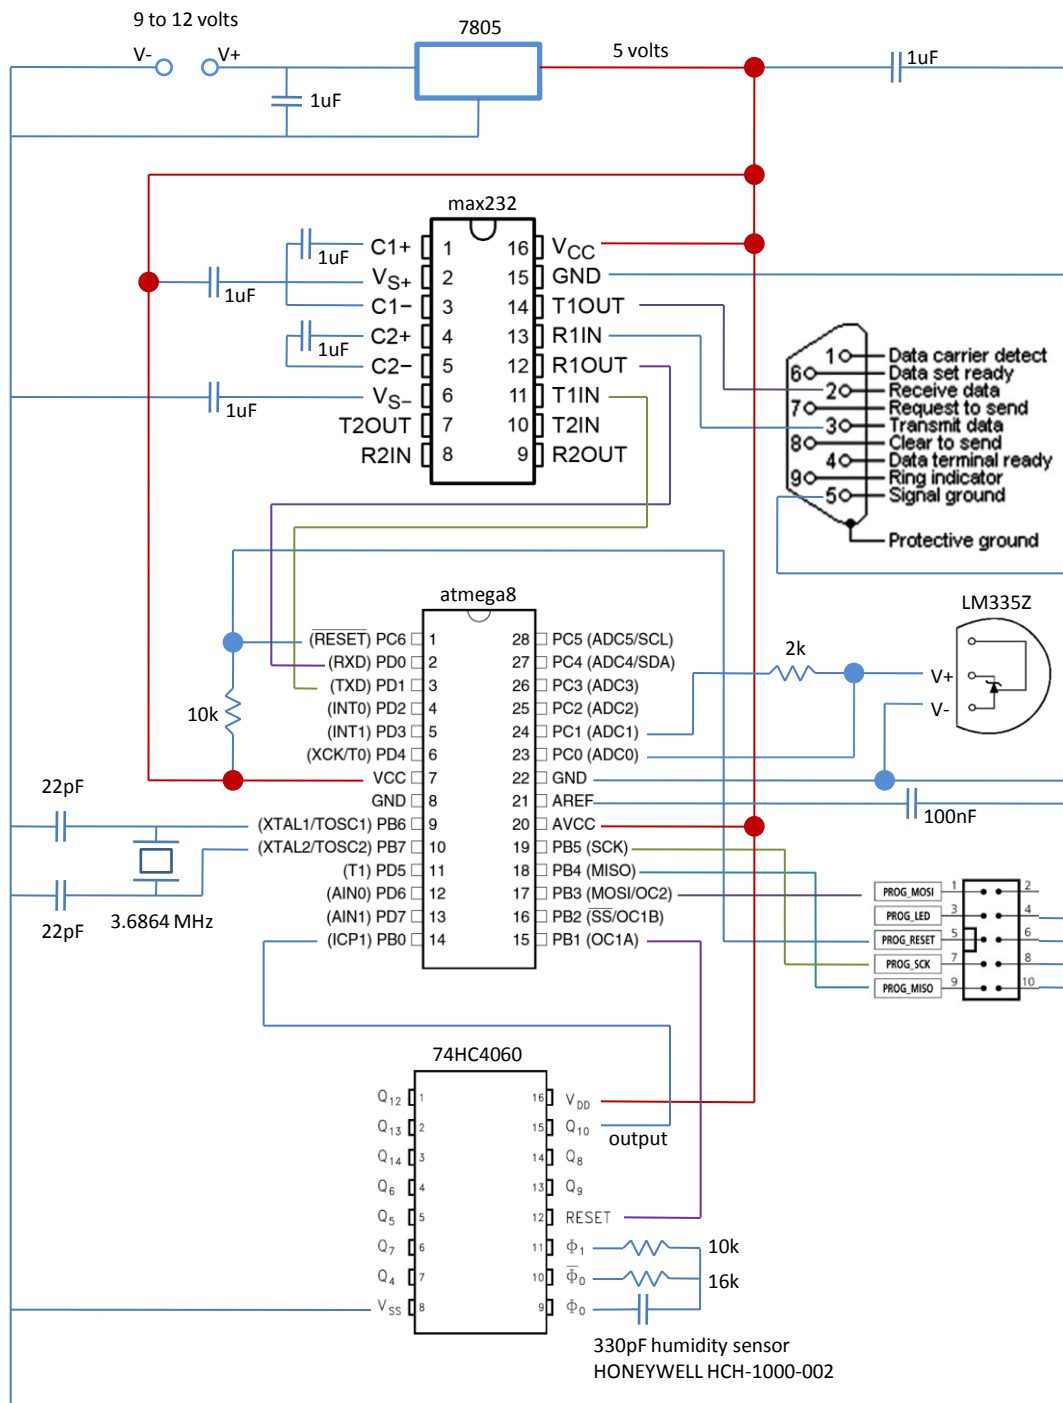 9 to 12 volts
V-
V+
7805
5 volts
1uF
1uF
max232
C1+ 1 16 VCC
1uF
VS+ 2 15 GND
1uF
C1− 3 14 T1OUT
C2+ 4 13 R1IN
1uF
C2− 5 12 R1OUT
VS− 6 11 T1IN
1uF
T2OUT 7 10 T2IN
R2IN 8 9 R2OUT
1 Data carrier detect
6 Data set ready
2 Receive data
7 Request to send
3 Transmit data
8 Clear to send
4 Data terminal ready
9 Ring indicator
5 Signal ground
Protective ground
atmega8
(RESET) PC6 1 28 PC5 (ADC5/SCL)
(RXD) PD0 2 27 PC4 (ADC4/SDA)
(TXD) PD1 3 26 PC3 (ADC3)
(INT0) PD2 4 25 PC2 (ADC2)
(INT1) PD3 5 24 PC1 (ADC1)
(XCK/T0) PD4 6 23 PC0 (ADC0)
VCC 7 22 GND
GND 8 21 AREF
(XTAL1/TOSC1) PB6 9 20 AVCC
(XTAL2/TOSC2) PB7 10 19 PB5 (SCK)
(T1) PD5 11 18 PB4 (MISO)
(AIN0) PD6 12 17 PB3 (MOSI/OC2)
(AIN1) PD7 13 16 PB2 (SS/OC1B)
(ICP1) PB0 14 15 PB1 (OC1A)
10k
22pF
22pF
3.6864 MHz
LM335Z
2k
V+
V-
100nF
PROG_MOSI 1 2
PROG_LED 3 4
PROG_RESET 5 6
PROG_SCK 7 8
PROG_MISO 9 10
74HC4060
Q12 1 16 VDD
Q13 2 15 Q10
output
Q14 3 14 Q8
Q6 4 13 Q9
Q5 5 12 RESET
Q7 6 11 Φ1 10k
Q4 7 10 Φ0 16k
VSS 8 9 Φ0
330pF humidity sensor
HONEYWELL HCH-1000-002